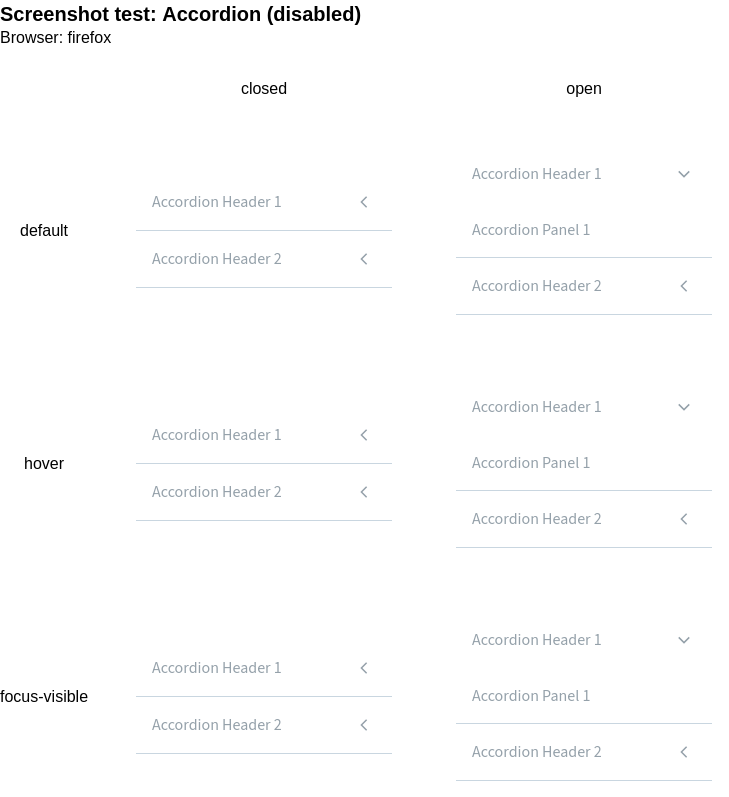 Screenshot test: Accordion (disabled)
Browser: firefox
closed
open
default
Accordion Header 1
Accordion Header 2
Accordion Header 1
Accordion Panel 1
Accordion Header 2
hover
Accordion Header 1
Accordion Header 2
Accordion Header 1
Accordion Panel 1
Accordion Header 2
focus-visible
Accordion Header 1
Accordion Header 2
Accordion Header 1
Accordion Panel 1
Accordion Header 2